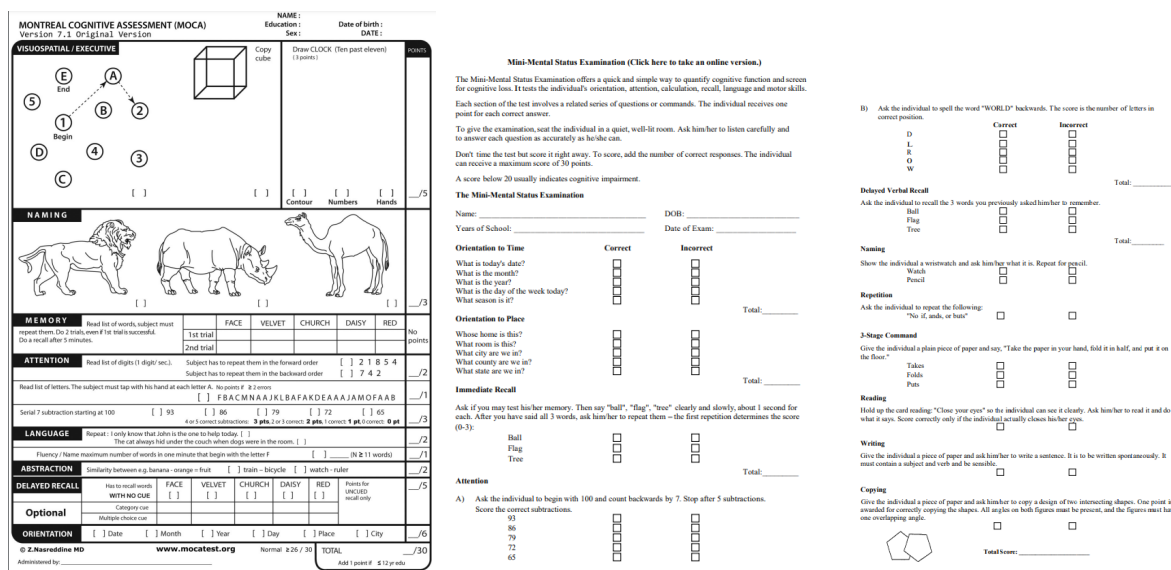 MONTREAL COGNITIVE ASSESSMENT (MOCA)
Version 7.1 Original Version
NAME :
Education :
Sex :
Date of birth :
DATE :
VISUOSPATIAL / EXECUTIVE
Copy
cube
Draw CLOCK (Ten past eleven)
( 3 points )
POINTS
E
End
A
5
B
2
1
Begin
D
4
3
C
[ ] [ ] [ ] [ ] [ ]
Contour Numbers Hands
__/5
NAMING
[ ] [ ] [ ] __/3
MEMORY
Read list of words, subject must
repeat them. Do 2 trials, even if 1st trial is successful.
Do a recall after 5 minutes.
FACE VELVET CHURCH DAISY RED
1st trial
2nd trial
No
points
ATTENTION
Read list of digits (1 digit/ sec.).
Subject has to repeat them in the forward order [ ] 2 1 8 5 4
Subject has to repeat them in the backward order [ ] 7 4 2 __/2
Read list of letters. The subject must tap with his hand at each letter A. No points if ≥ 2 errors
[ ] F B A C M N A A J K L B A F A K D E A A A J A M O F A A B __/1
Serial 7 subtraction starting at 100 [ ] 93 [ ] 86 [ ] 79 [ ] 72 [ ] 65
4 or 5 correct subtractions: 3 pts, 2 or 3 correct: 2 pts, 1 correct: 1 pt, 0 correct: 0 pt __/3
LANGUAGE
Repeat : I only know that John is the one to help today. [ ]
The cat always hid under the couch when dogs were in the room. [ ] __/2
Fluency / Name maximum number of words in one minute that begin with the letter F [ ] ____ (N ≥ 11 words) __/1
ABSTRACTION Similarity between e.g. banana - orange = fruit [ ] train – bicycle [ ] watch - ruler __/2
DELAYED RECALL
Has to recall words
WITH NO CUE
FACE VELVET CHURCH DAISY RED
[ ] [ ] [ ] [ ] [ ]
Points for
UNCUED
recall only
__/5
Optional
Category cue
Multiple choice cue
ORIENTATION [ ] Date [ ] Month [ ] Year [ ] Day [ ] Place [ ] City __/6
© Z.Nasreddine MD www.mocatest.org Normal ≥ 26 / 30 TOTAL __/30
Administered by: ____
Add 1 point if ≤ 12 yr edu
Mini-Mental Status Examination (Click here to take an online version.)
The Mini-Mental Status Examination offers a quick and simple way to quantify cognitive function and screen
for cognitive loss. It tests the individual's orientation, attention, calculation, recall, language and motor skills.
Each section of the test involves a related series of questions or commands. The individual receives one
point for each correct answer.
To give the examination, seat the individual in a quiet, well-lit room. Ask him/her to listen carefully and
to answer each question as accurately as he/she can.
Don't time the test but score it right away. To score, add the number of correct responses. The individual
can receive a maximum score of 30 points.
A score below 20 usually indicates cognitive impairment.
The Mini-Mental Status Examination
Name: ____ DOB: ____
Years of School: ____ Date of Exam: ____
Orientation to Time Correct Incorrect
What is today's date?
What is the month?
What is the year?
What is the day of the week today?
What season is it?
Total: ____
Orientation to Place
Whose home is this?
What room is this?
What city are we in?
What county are we in?
What state are we in?
Total: ____
Immediate Recall
Ask if you may test his/her memory. Then say "ball", "flag", "tree" clearly and slowly, about 1 second for
each. After you have said all 3 words, ask him/her to repeat them – the first repetition determines the score
(0-3):
Ball
Flag
Tree
Total: ____
Attention
A) Ask the individual to begin with 100 and count backwards by 7. Stop after 5 subtractions.
Score the correct subtractions.
93
86
79
72
65
B) Ask the individual to spell the word "WORLD" backwards. The score is the number of letters in
correct position.
Correct Incorrect
D
L
R
O
W
Total: ____
Delayed Verbal Recall
Ask the individual to recall the 3 words you previously asked him/her to remember.
Ball
Flag
Tree
Total: ____
Naming
Show the individual a wristwatch and ask him/her what it is. Repeat for pencil.
Watch
Pencil
Repetition
Ask the individual to repeat the following:
"No if, ands, or buts"
3-Stage Command
Give the individual a plain piece of paper and say, "Take the paper in your hand, fold it in half, and put it on
the floor."
Takes
Folds
Puts
Reading
Hold up the card reading: "Close your eyes" so the individual can see it clearly. Ask him/her to read it and do
what it says. Score correctly only if the individual actually closes his/her eyes.
Writing
Give the individual a piece of paper and ask him/her to write a sentence. It is to be written spontaneously. It
must contain a subject and verb and be sensible.
Copying
Give the individual a piece of paper and ask him/her to copy a design of two intersecting shapes. One point is
awarded for correctly copying the shapes. All angles on both figures must be present, and the figures must ha
one overlapping angle.
Total Score: ____